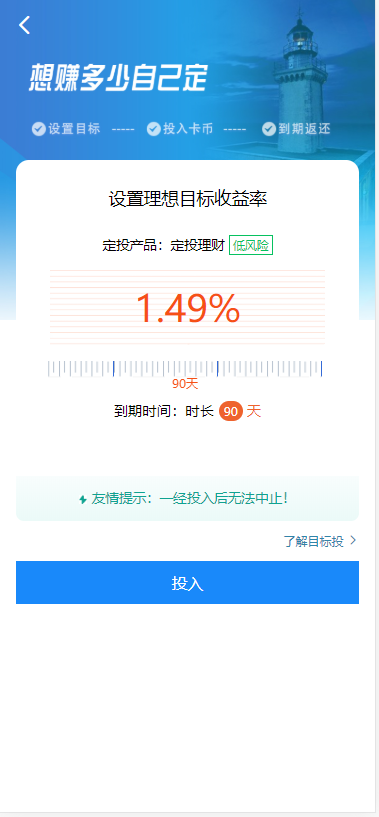 想赚多少自己定
设置目标 ----- 投入卡币 ----- 到期返还
设置理想目标收益率
定投产品：定投理财 低风险
1.49%
90天
到期时间：时长 90 天
友情提示：一经投入后无法中止！
了解目标投
投入